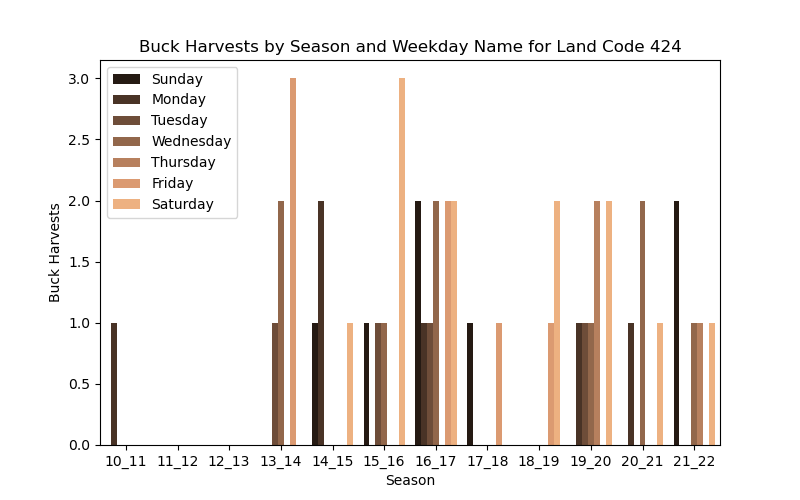 Buck Harvests by Season and Weekday Name for Land Code 424
3.0
2.5
2.0
1.5
1.0
0.5
0.0
Buck Harvests
Sunday
Monday
Tuesday
Wednesday
Thursday
Friday
Saturday
10_11 11_12 12_13 13_14 14_15 15_16 16_17 17_18 18_19 19_20 20_21 21_22
Season